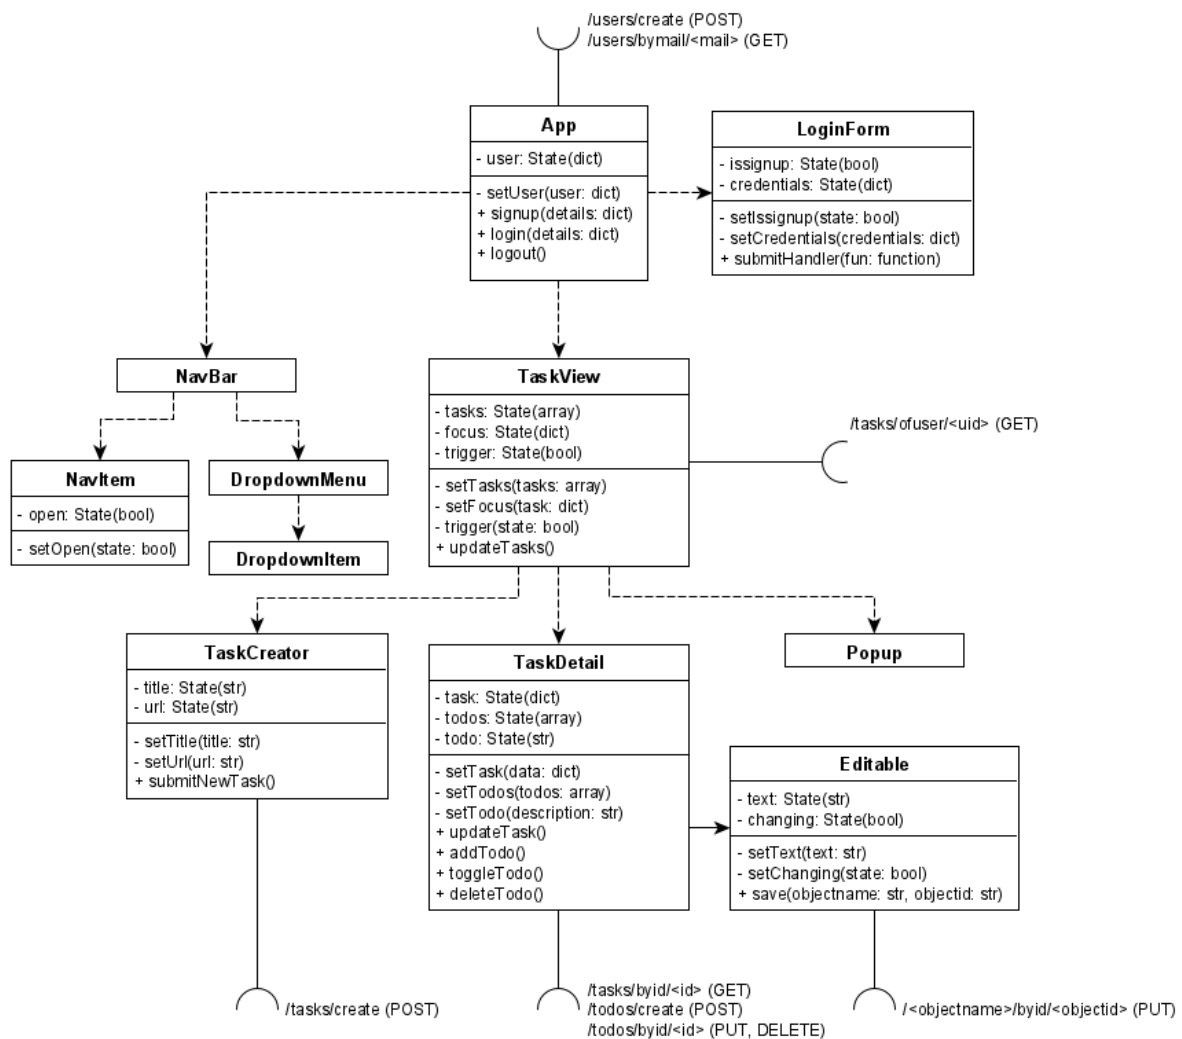 /users/create (POST)
/users/bymail/<mail> (GET)
App
- user: State(dict)
- setUser(user: dict)
+ signup(details: dict)
+ login(details: dict)
+ logout()
LoginForm
- issignup: State(bool)
- credentials: State(dict)
- setIssignup(state: bool)
- setCredentials(credentials: dict)
+ submitHandler(fun: function)
NavBar
NavItem
- open: State(bool)
- setOpen(state: bool)
DropdownMenu
DropdownItem
TaskView
- tasks: State(array)
- focus: State(dict)
- trigger: State(bool)
- setTasks(tasks: array)
- setFocus(task: dict)
- trigger(state: bool)
+ updateTasks()
/tasks/ofuser/<uid> (GET)
TaskCreator
- title: State(str)
- url: State(str)
- setTitle(title: str)
- setUrl(url: str)
+ submitNewTask()
TaskDetail
- task: State(dict)
- todos: State(array)
- todo: State(str)
- setTask(data: dict)
- setTodos(todos: array)
- setTodo(description: str)
+ updateTask()
+ addTodo()
+ toggleTodo()
+ deleteTodo()
Popup
Editable
- text: State(str)
- changing: State(bool)
- setText(text: str)
- setChanging(state: bool)
+ save(objectname: str, objectid: str)
/tasks/create (POST)
/tasks/byid/<id> (GET)
/todos/create (POST)
/todos/byid/<id> (PUT, DELETE)
/<objectname>/byid/<objectid> (PUT)